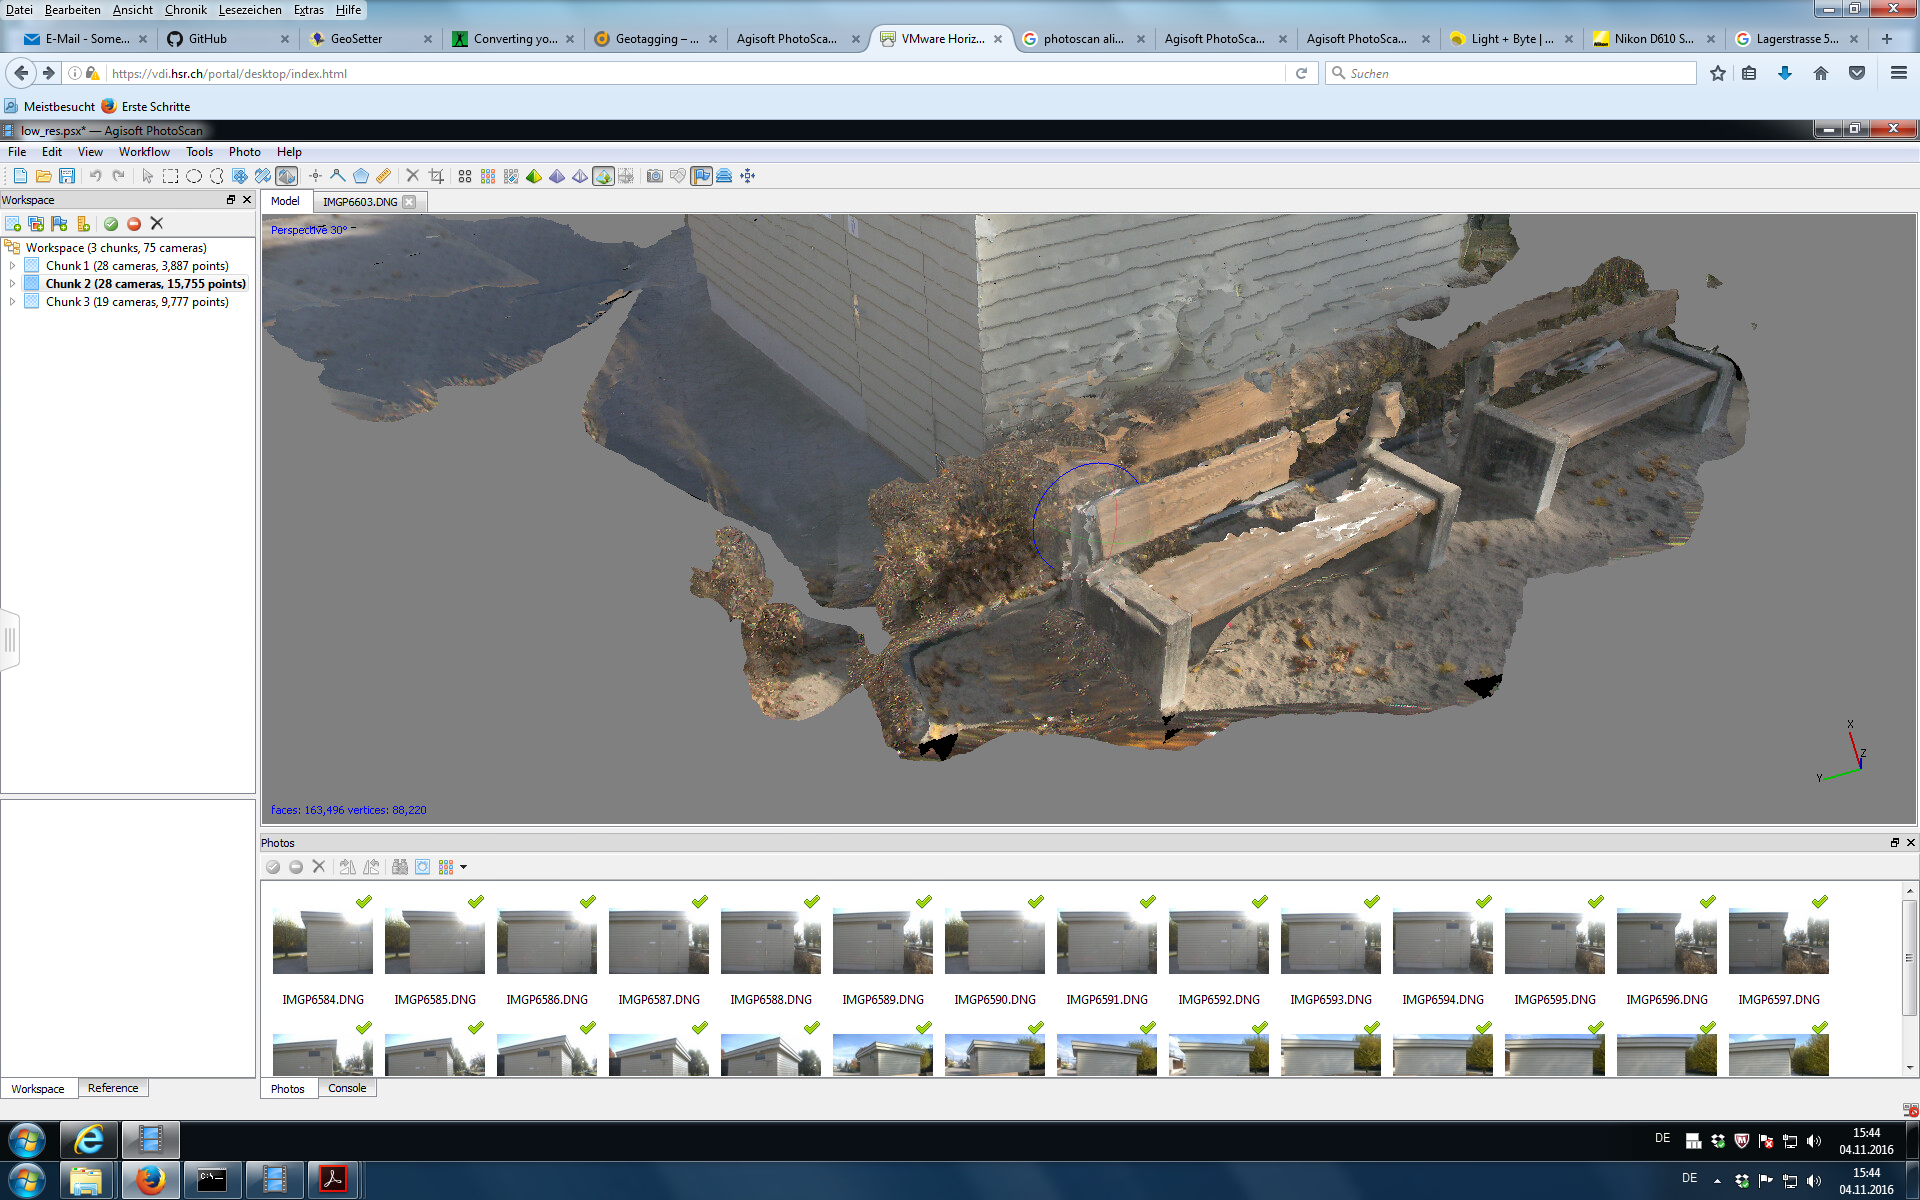 Datei Bearbeiten Ansicht Chronik Lesezeichen Extras Hilfe
E-Mail - Some... GitHub GeoSetter Converting yo... Geotagging – ... Agisoft PhotoSca... VMware Horiz... photoscan ali... Agisoft PhotoSca... Agisoft PhotoSca... Light + Byte | ... Nikon D610 S... Lagerstrasse 5...
https://vdi.hsr.ch/portal/desktop/index.html
Suchen
Meistbesucht Erste Schritte
low_res.psx* — Agisoft PhotoScan
File Edit View Workflow Tools Photo Help
Workspace
Model IMGP6603.DNG
Perspective 30°
Workspace (3 chunks, 75 cameras)
Chunk 1 (28 cameras, 3,887 points)
Chunk 2 (28 cameras, 15,755 points)
Chunk 3 (19 cameras, 9,777 points)
X
Z
Y
faces: 163,496 vertices: 88,220
Photos
IMGP6584.DNG IMGP6585.DNG IMGP6586.DNG IMGP6587.DNG IMGP6588.DNG IMGP6589.DNG IMGP6590.DNG IMGP6591.DNG IMGP6592.DNG IMGP6593.DNG IMGP6594.DNG IMGP6595.DNG IMGP6596.DNG IMGP6597.DNG
Workspace Reference
Photos Console
DE 15:44
04.11.2016
DE 15:44
04.11.2016